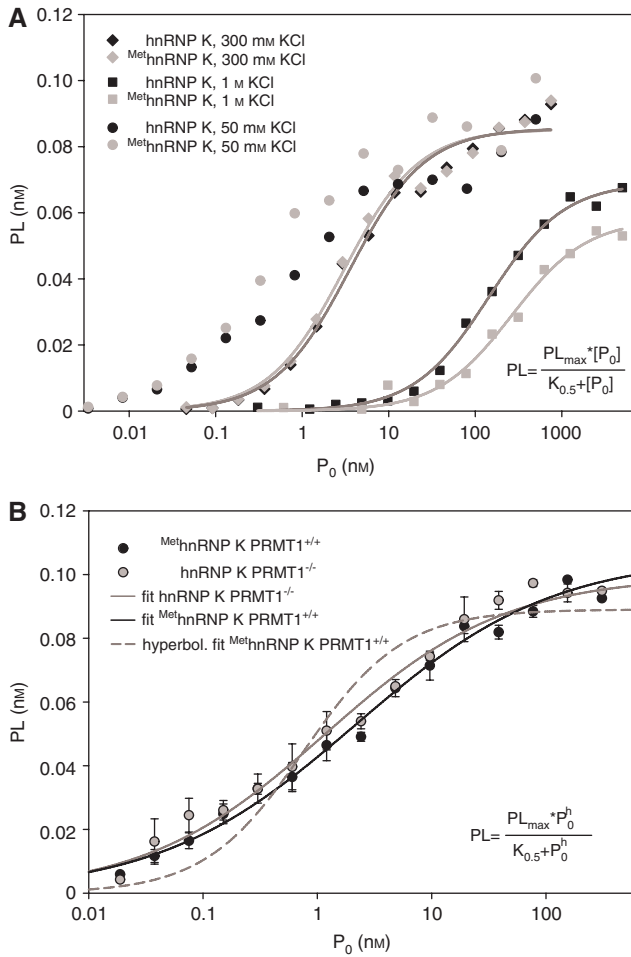 A
hnRNP K, 300 mM KCl
MethnRNP K, 300 mM KCl
hnRNP K, 1 M KCl
MethnRNP K, 1 M KCl
hnRNP K, 50 mM KCl
MethnRNP K, 50 mM KCl
0.12
0.10
0.08
0.06
0.04
0.02
0
PL (nM)
PL= PLmax*[P0]
K0.5+[P0]
0.01 0.1 1 10 100 1000
P0 (nM)
B
MethnRNP K PRMT1+/+
hnRNP K PRMT1-/-
fit hnRNP K PRMT1-/-
fit MethnRNP K PRMT1+/+
hyperbol. fit MethnRNP K PRMT1+/+
0.12
0.10
0.08
0.06
0.04
0.02
0
PL (nM)
PL= PLmax*P0h
K0.5+P0h
0.01 0.1 1 10 100
P0 (nM)